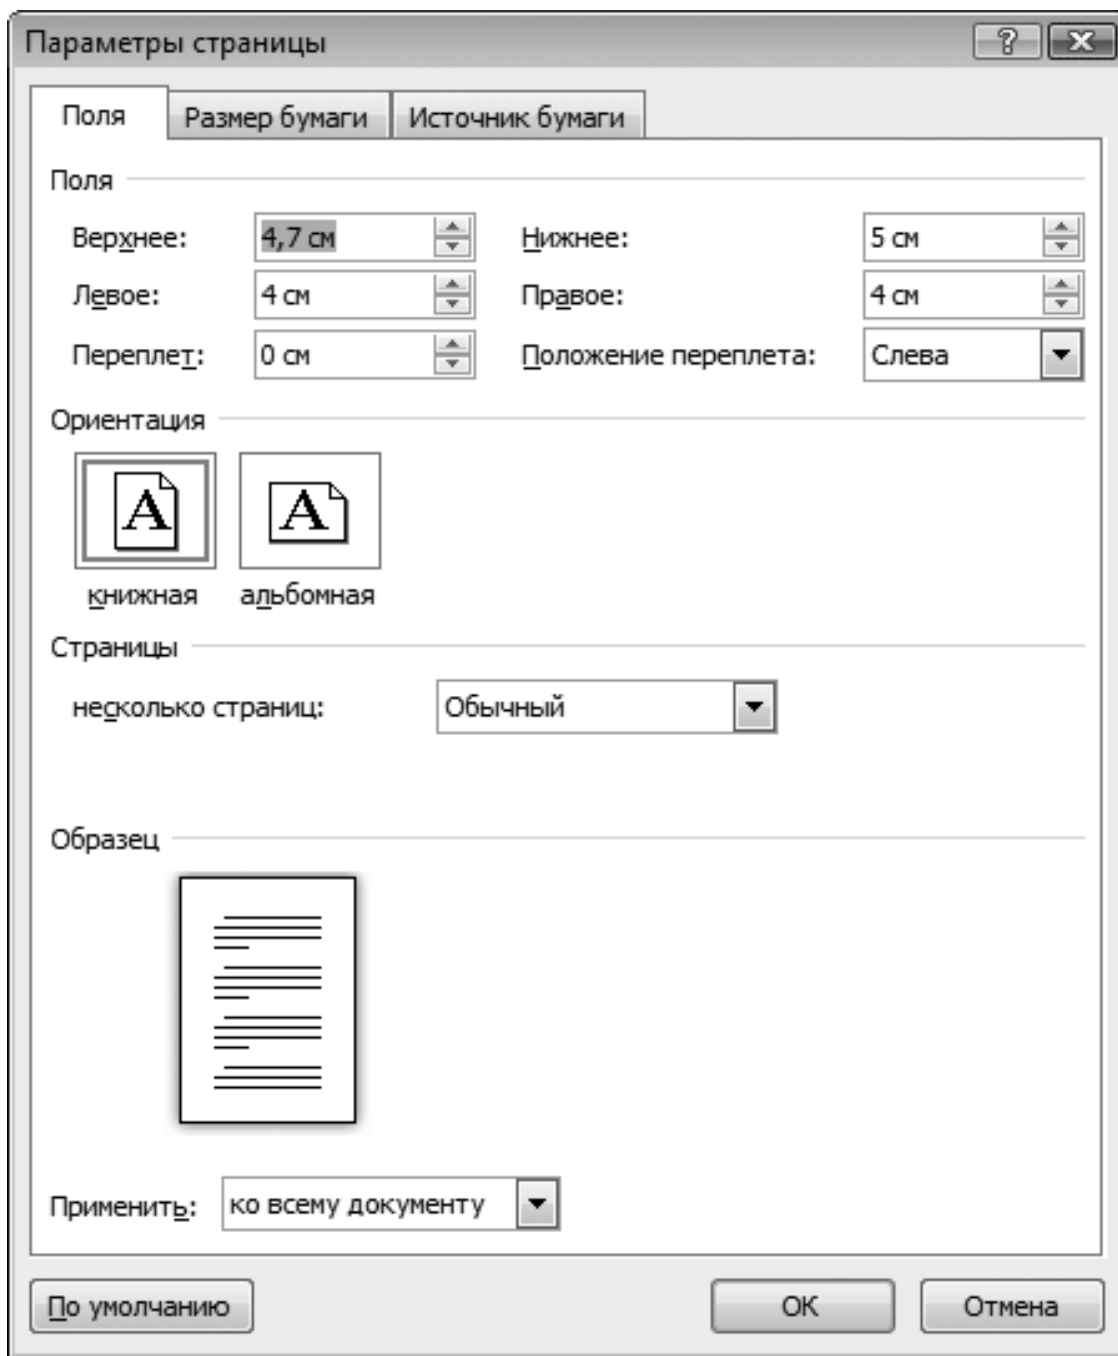 Параметры страницы
Поля Размер бумаги Источник бумаги
Поля
Верхнее: 4,7 см Нижнее: 5 см
Левое: 4 см Правое: 4 см
Переплет: 0 см Положение переплета: Слева
Ориентация
A A
книжная альбомная
Страницы
несколько страниц: Обычный
Образец
Применить: ко всему документу
По умолчанию ОК Отмена